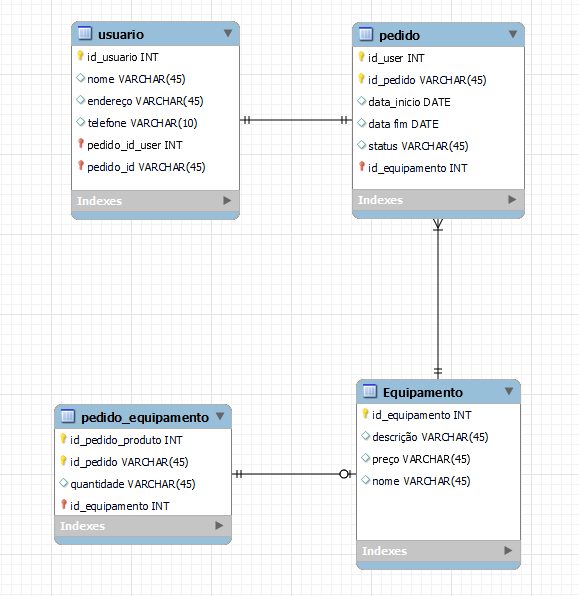 usuario
id_usuario INT
nome VARCHAR(45)
endereço VARCHAR(45)
telefone VARCHAR(10)
pedido_id_user INT
pedido_id VARCHAR(45)
Indexes
pedido
id_user INT
id_pedido VARCHAR(45)
data_inicio DATE
data fim DATE
status VARCHAR(45)
id_equipamento INT
Indexes
pedido_equipamento
id_pedido_produto INT
id_pedido VARCHAR(45)
quantidade VARCHAR(45)
id_equipamento INT
Indexes
Equipamento
id_equipamento INT
descrição VARCHAR(45)
preço VARCHAR(45)
nome VARCHAR(45)
Indexes